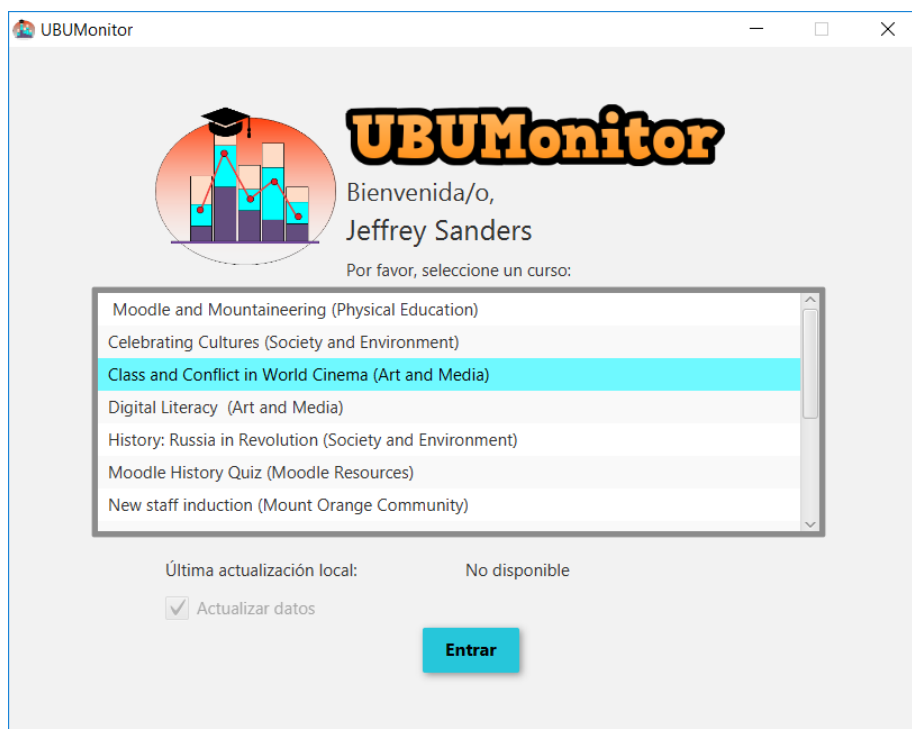 UBUMonitor
UBUMonitor
Bienvenida/o,
Jeffrey Sanders
Por favor, seleccione un curso:
Moodle and Mountaineering (Physical Education)
Celebrating Cultures (Society and Environment)
Class and Conflict in World Cinema (Art and Media)
Digital Literacy  (Art and Media)
History: Russia in Revolution (Society and Environment)
Moodle History Quiz (Moodle Resources)
New staff induction (Mount Orange Community)
Última actualización local: No disponible
Actualizar datos
Entrar